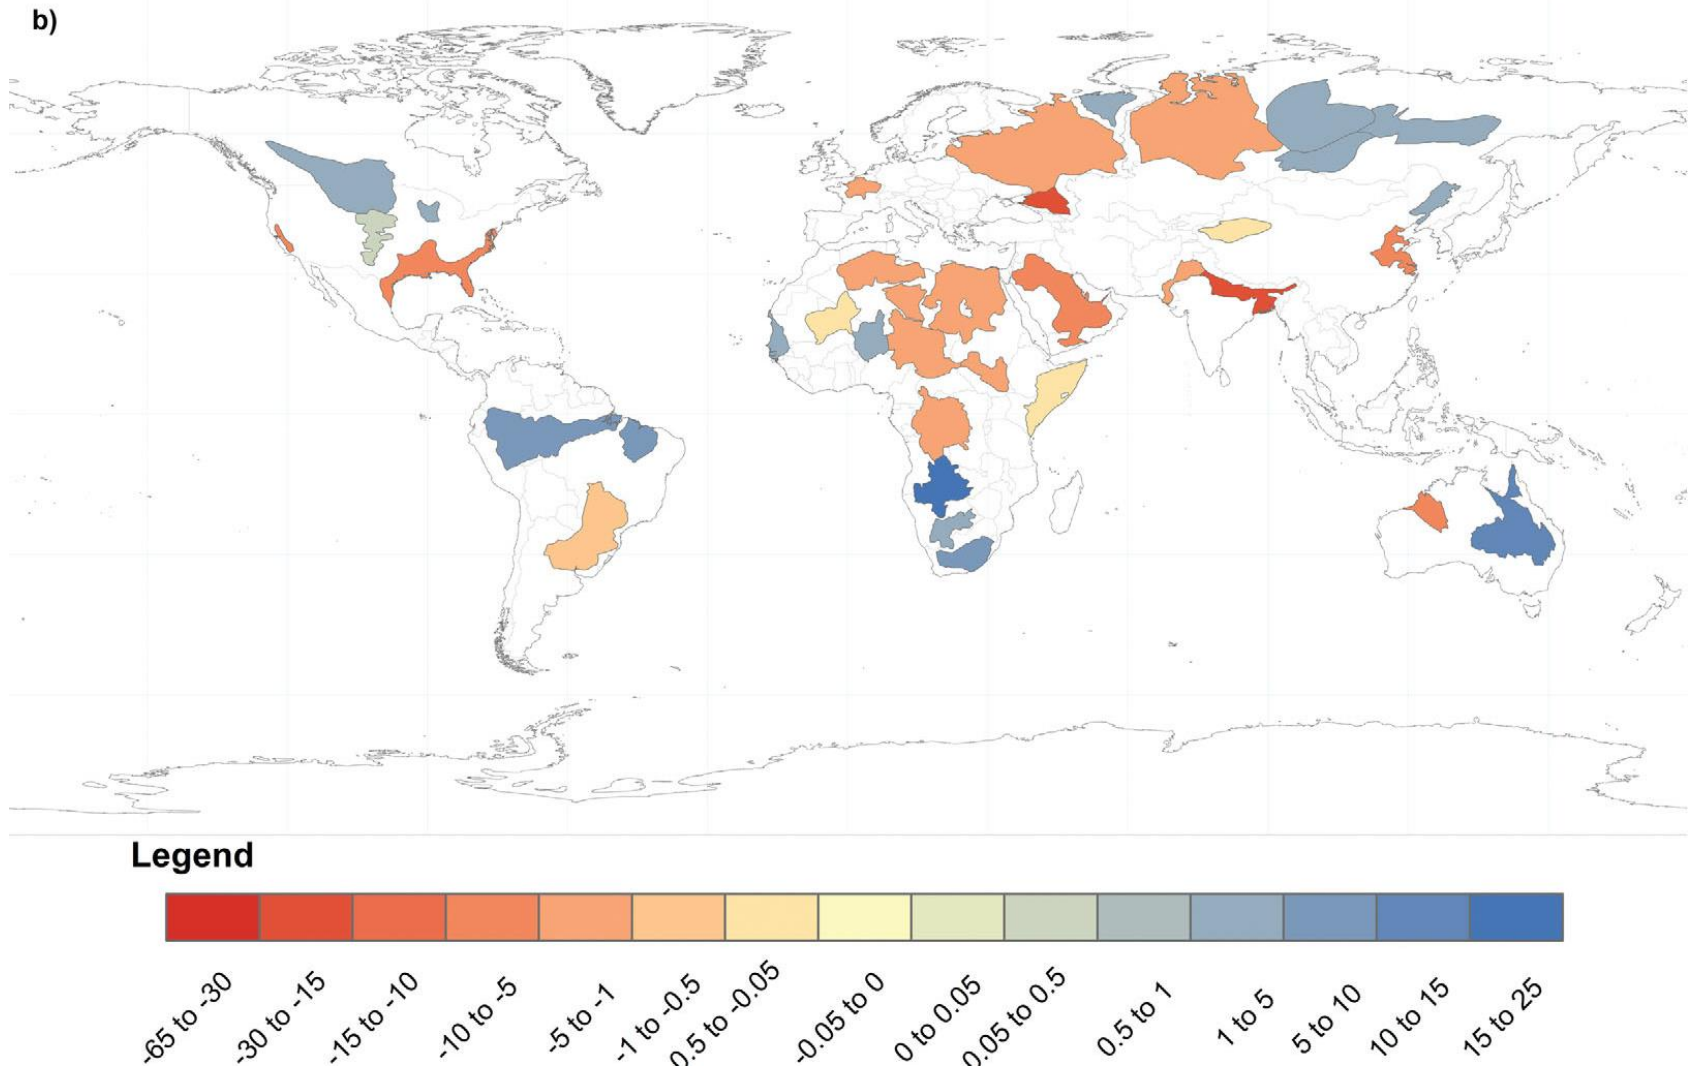 b)
Legend
-65 to -30
-30 to -15
-15 to -10
-10 to -5
-5 to -1
-1 to -0.5
0.5 to -0.05
-0.05 to 0
0 to 0.05
0.05 to 0.5
0.5 to 1
1 to 5
5 to 10
10 to 15
15 to 25